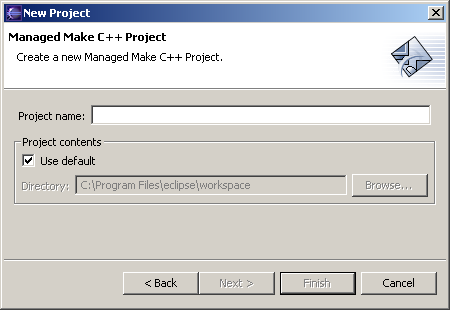 New Project
Managed Make C++ Project
Create a new Managed Make C++ Project.
Project name:
Project contents
Use default
Directory: C:\Program Files\eclipse\workspace Browse...
< Back Next > Finish Cancel